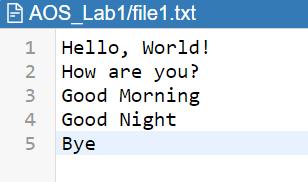 AOS_Lab1/file1.txt
1 Hello, World!
2 How are you?
3 Good Morning
4 Good Night
5 Bye